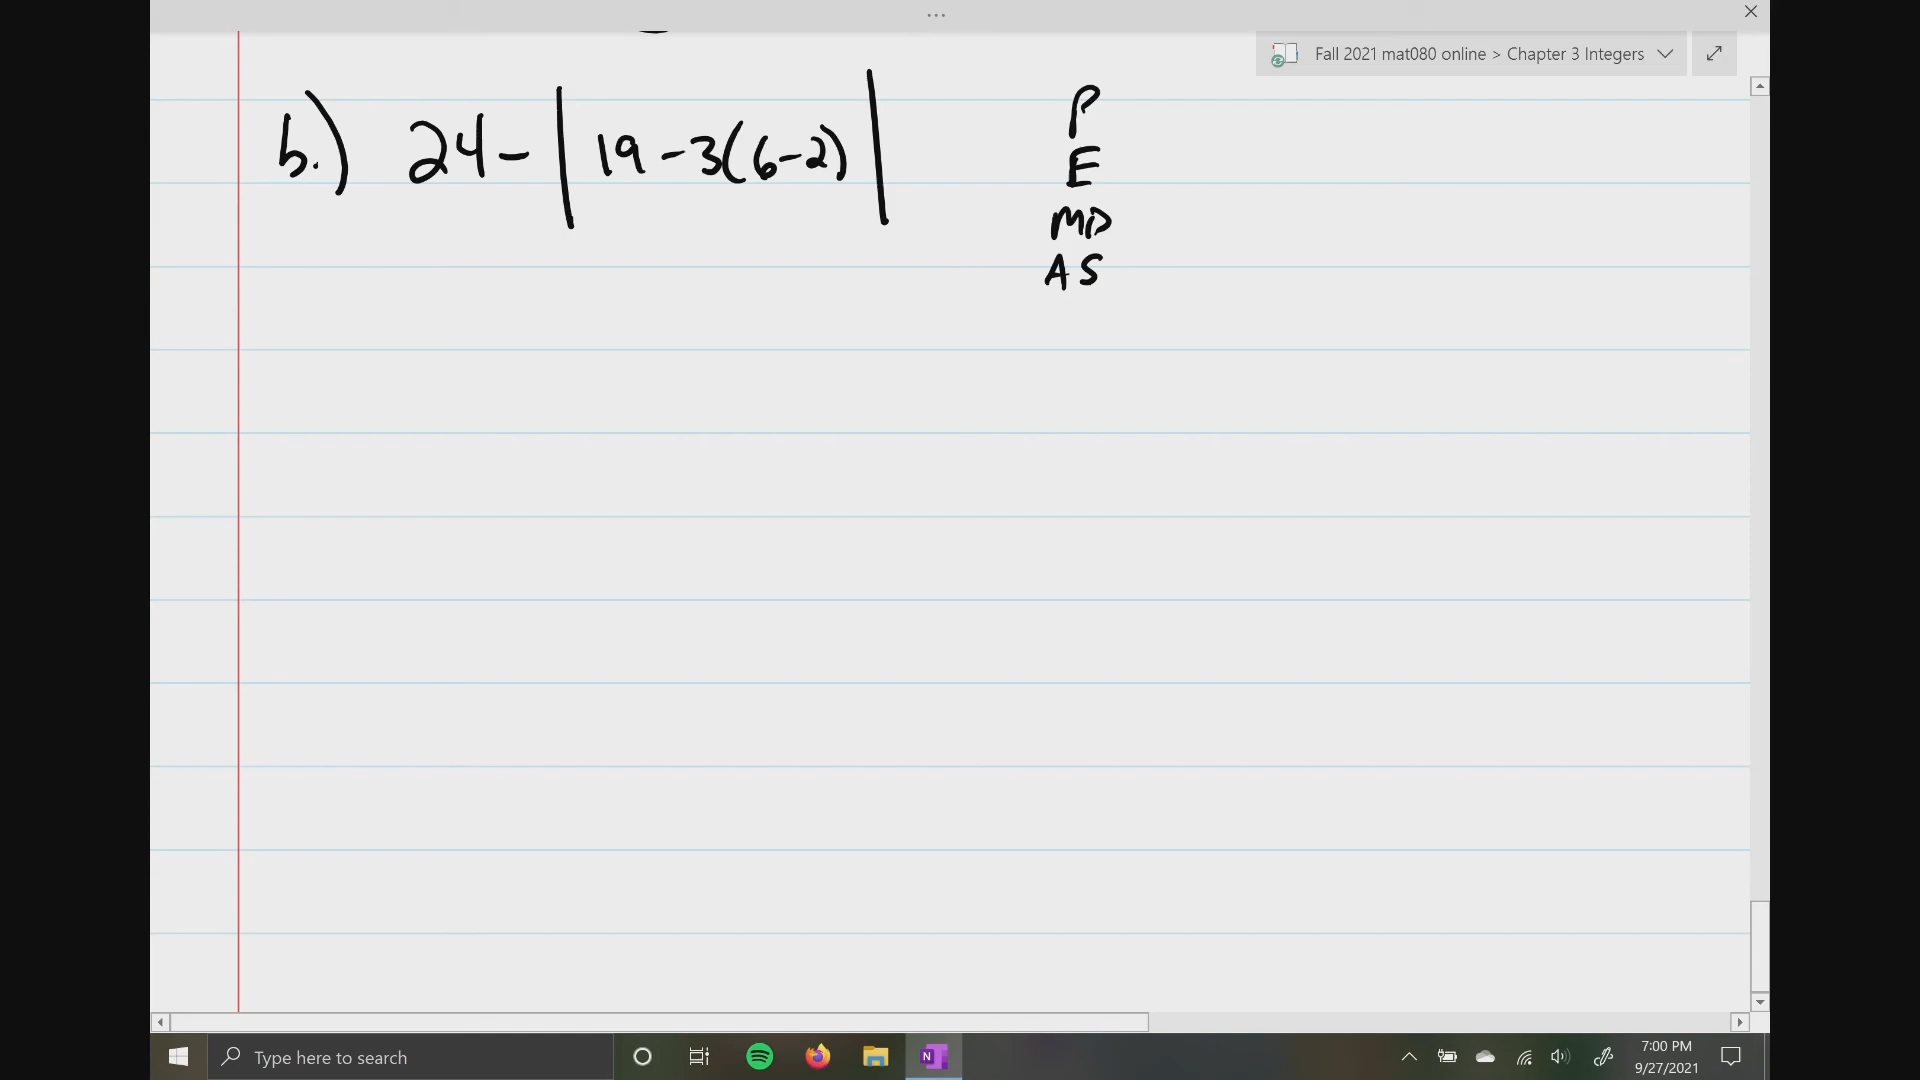 ...
Fall 2021 mat080 online > Chapter 3 Integers
b.) 24 - | 19 - 3(6-2) |
P
E
MD
AS
Type here to search
N
7:00 PM
9/27/2021